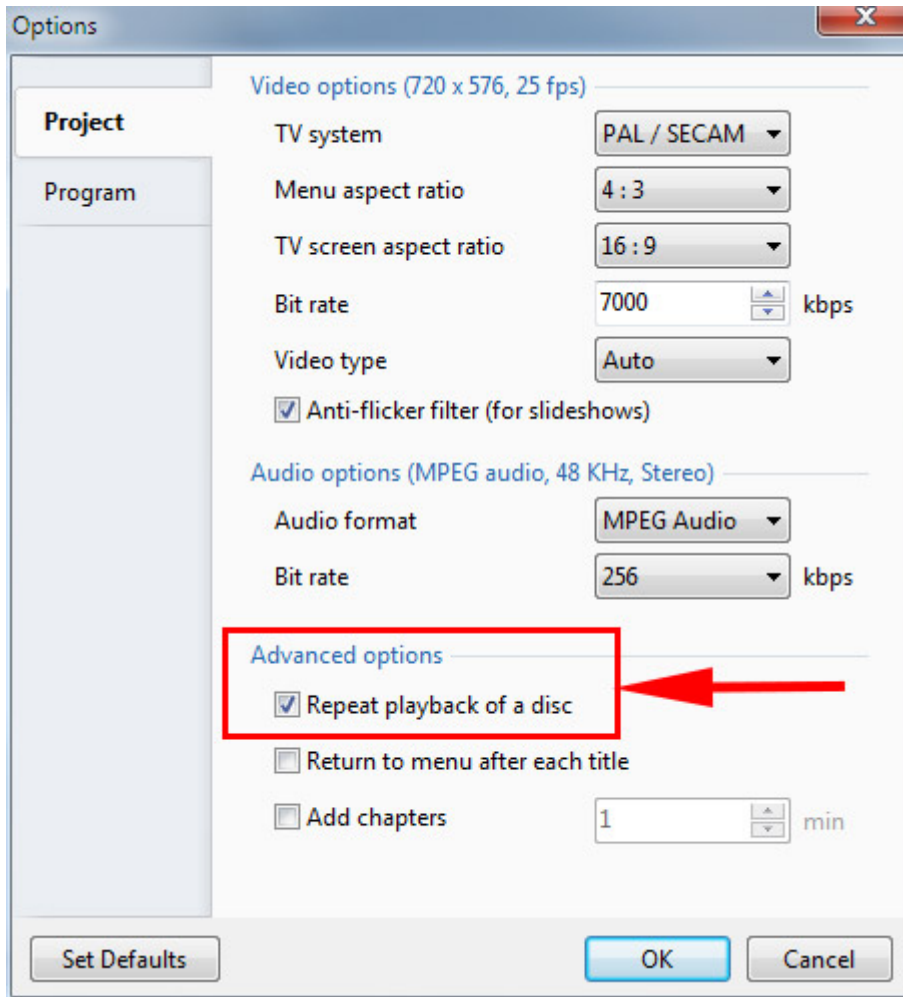 Options
Project
Program
Video options (720 x 576, 25 fps)
TV system PAL / SECAM
Menu aspect ratio 4 : 3
TV screen aspect ratio 16 : 9
Bit rate 7000 kbps
Video type Auto
Anti-flicker filter (for slideshows)
Audio options (MPEG audio, 48 KHz, Stereo)
Audio format MPEG Audio
Bit rate 256 kbps
Advanced options
Repeat playback of a disc
Return to menu after each title
Add chapters 1 min
Set Defaults OK Cancel